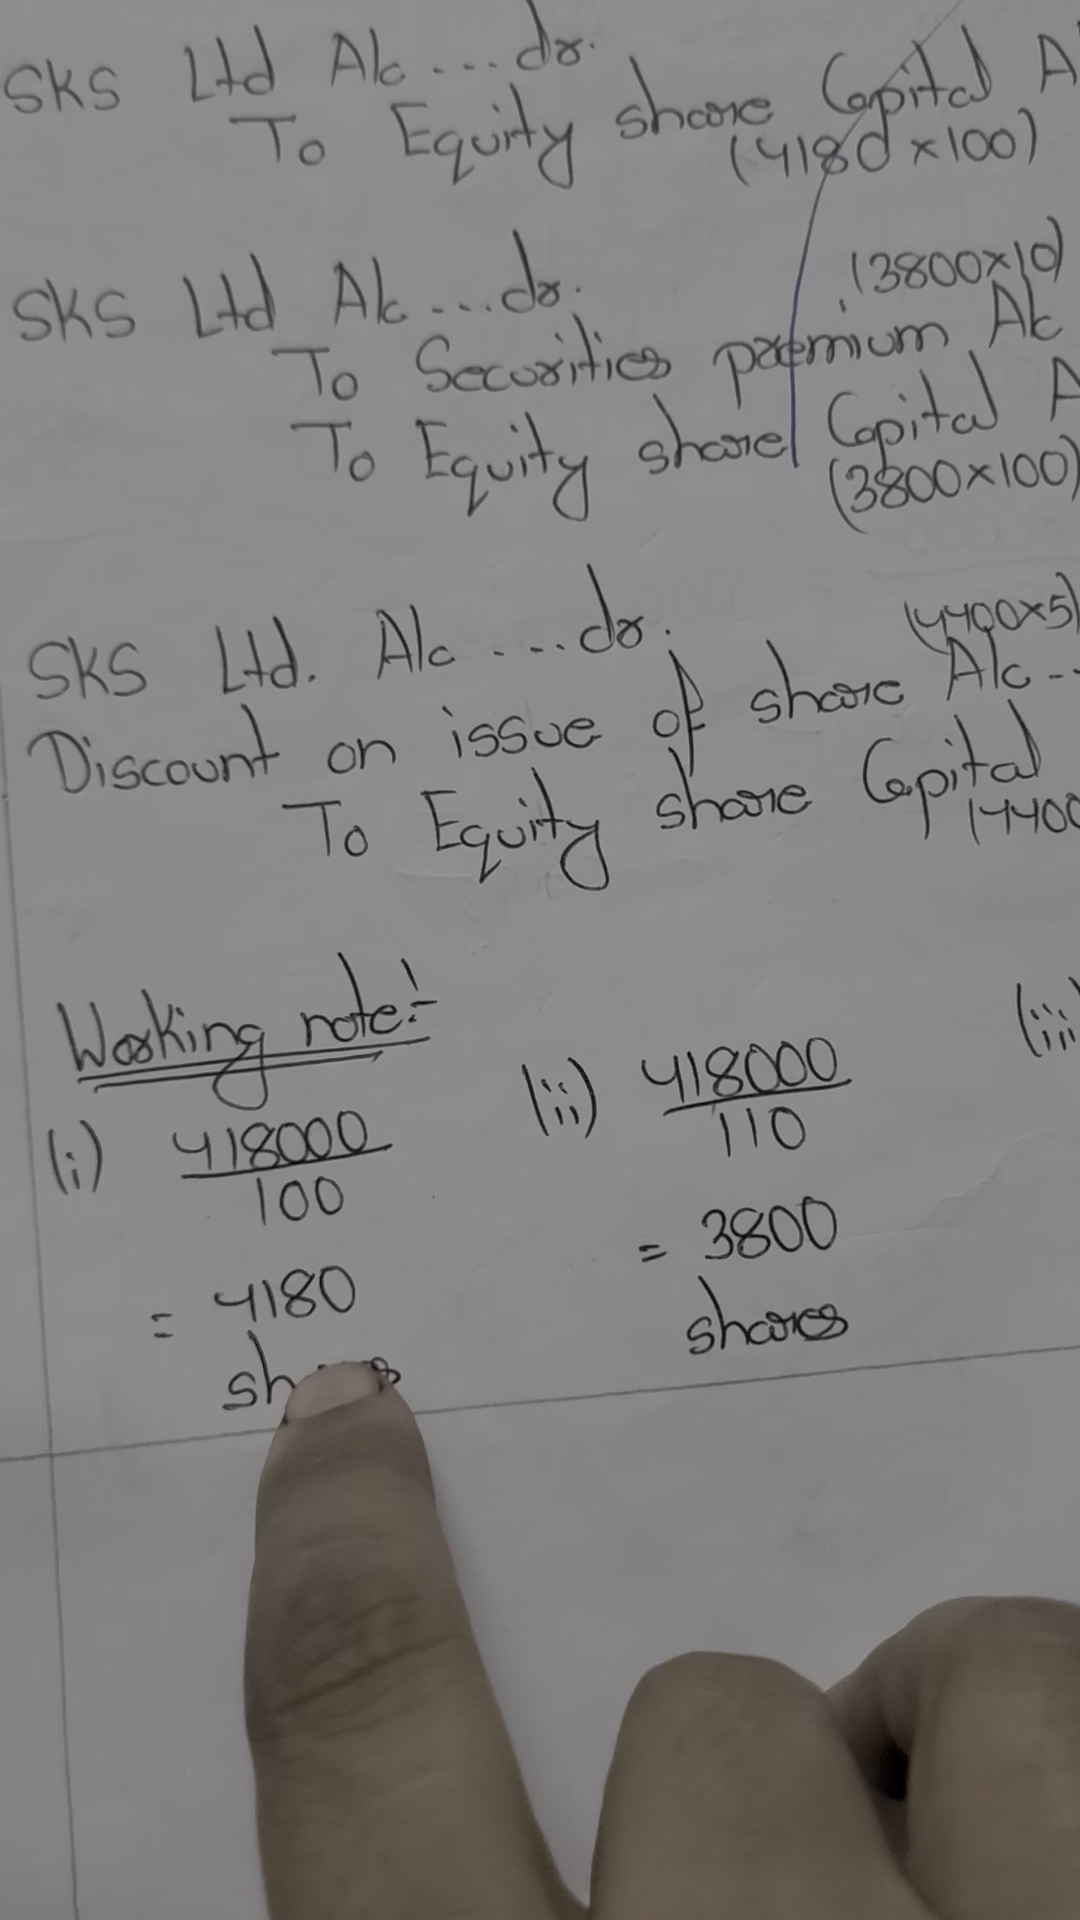 SKS Ltd A/c ... dr.
To Equity share Capital A
(4180×100)
SKS Ltd A/c ... dr.
(3800×10)
To Securities premium A/c
To Equity share Capital A
(3800×100)
SKS Ltd. A/c .... dr.
(4400×5)
Discount on issue of share A/c--
To Equity share Capital
(4400
Working note:-
(i) 418000
100
= 4180
(ii) 418000
110
= 3800
shares
(iii